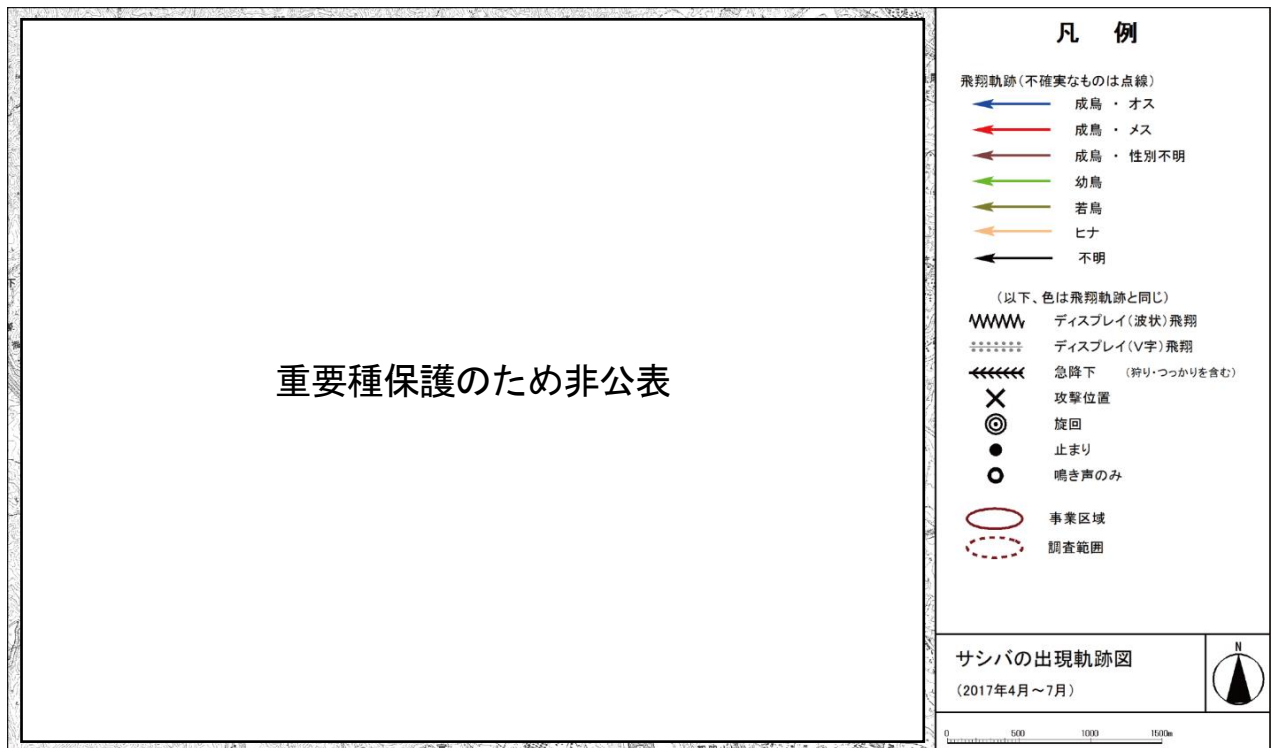 重要種保護のため非公表
凡 例
飛翔軌跡(不確実なものは点線)
成鳥 ・ オス
成鳥 ・ メス
成鳥 ・ 性別不明
幼鳥
若鳥
ヒナ
不明
(以下、色は飛翔軌跡と同じ)
ディスプレイ(波状)飛翔
ディスプレイ(V字)飛翔
急降下 (狩り・つっかりを含む)
攻撃位置
旋回
止まり
鳴き声のみ
事業区域
調査範囲
サシバの出現軌跡図
(2017年4月～7月)
N
0 500 1000 1500m